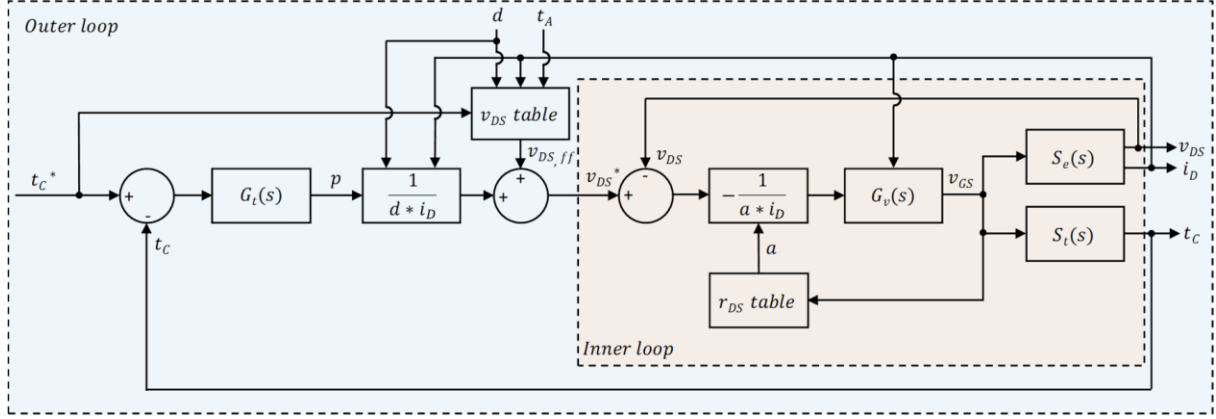 Outer loop
d
t_A
v_DS table
v_DS,ff
t_C*
+
-
t_C
G_t(s)
p
1
d * i_D
+
+
v_DS*
+
-
v_DS
-
1
a * i_D
a
r_DS table
G_v(s)
v_GS
S_e(s)
v_DS
i_D
S_t(s)
t_C
Inner loop